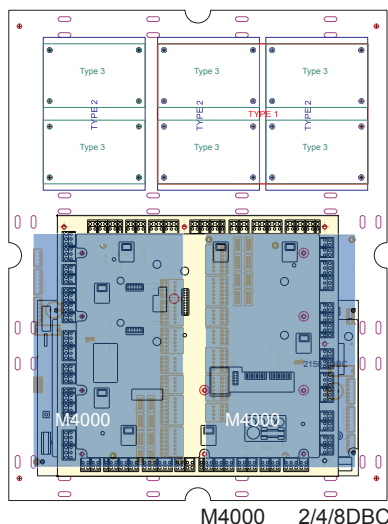 Type 3 Type 3 Type 3
TYPE 2 TYPE 2 TYPE 2
TYPE 1
Type 3 Type 3 Type 3
M4000 M4000
M4000 2/4/8DBC